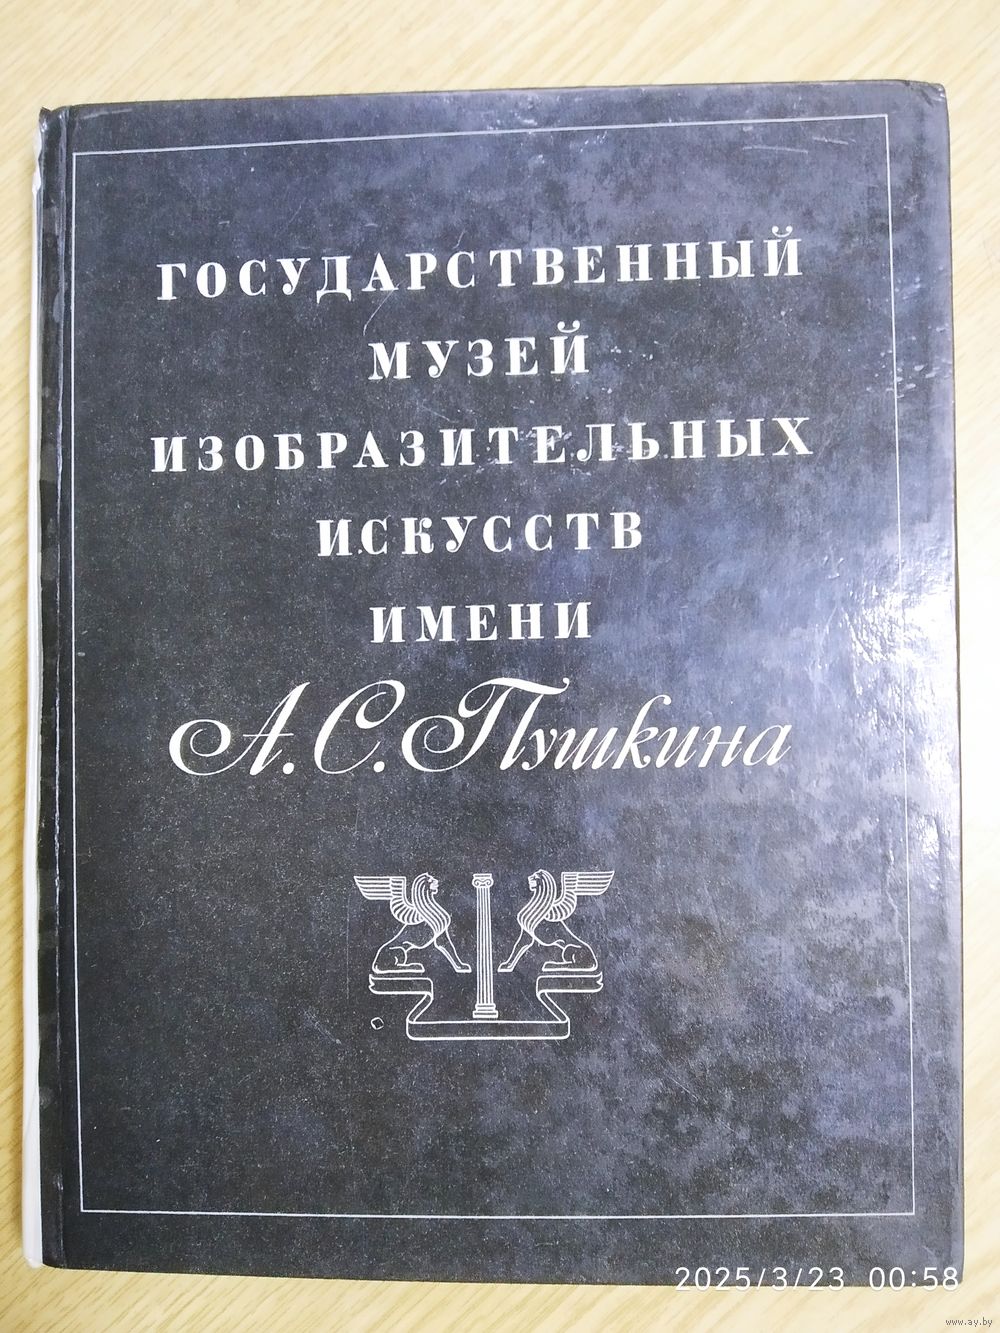 ГОСУДАРСТВЕННЫЙ
МУЗЕЙ
ИЗОБРАЗИТЕЛЬНЫХ
ИСКУССТВ
ИМЕНИ
А.С.Пушкина
2025/3/23 00:58
www.ay.by